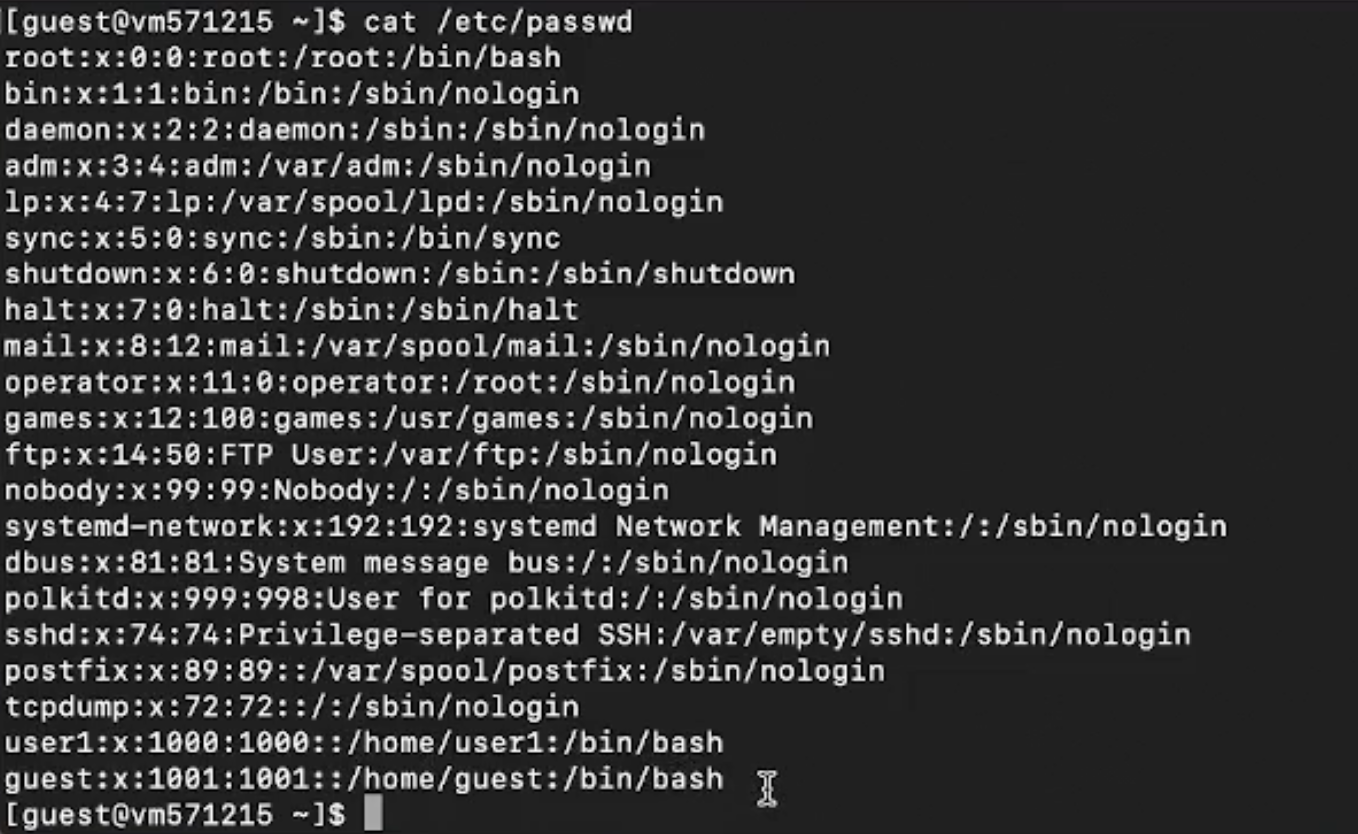 [guest@vm571215 ~]$ cat /etc/passwd
root:x:0:0:root:/root:/bin/bash
bin:x:1:1:bin:/bin:/sbin/nologin
daemon:x:2:2:daemon:/sbin:/sbin/nologin
adm:x:3:4:adm:/var/adm:/sbin/nologin
lp:x:4:7:lp:/var/spool/lpd:/sbin/nologin
sync:x:5:0:sync:/sbin:/bin/sync
shutdown:x:6:0:shutdown:/sbin:/sbin/shutdown
halt:x:7:0:halt:/sbin:/sbin/halt
mail:x:8:12:mail:/var/spool/mail:/sbin/nologin
operator:x:11:0:operator:/root:/sbin/nologin
games:x:12:100:games:/usr/games:/sbin/nologin
ftp:x:14:50:FTP User:/var/ftp:/sbin/nologin
nobody:x:99:99:Nobody:/:/sbin/nologin
systemd-network:x:192:192:systemd Network Management:/:/sbin/nologin
dbus:x:81:81:System message bus:/:/sbin/nologin
polkitd:x:999:998:User for polkitd:/:/sbin/nologin
sshd:x:74:74:Privilege-separated SSH:/var/empty/sshd:/sbin/nologin
postfix:x:89:89::/var/spool/postfix:/sbin/nologin
tcpdump:x:72:72::/:/sbin/nologin
user1:x:1000:1000::/home/user1:/bin/bash
guest:x:1001:1001::/home/guest:/bin/bash
[guest@vm571215 ~]$